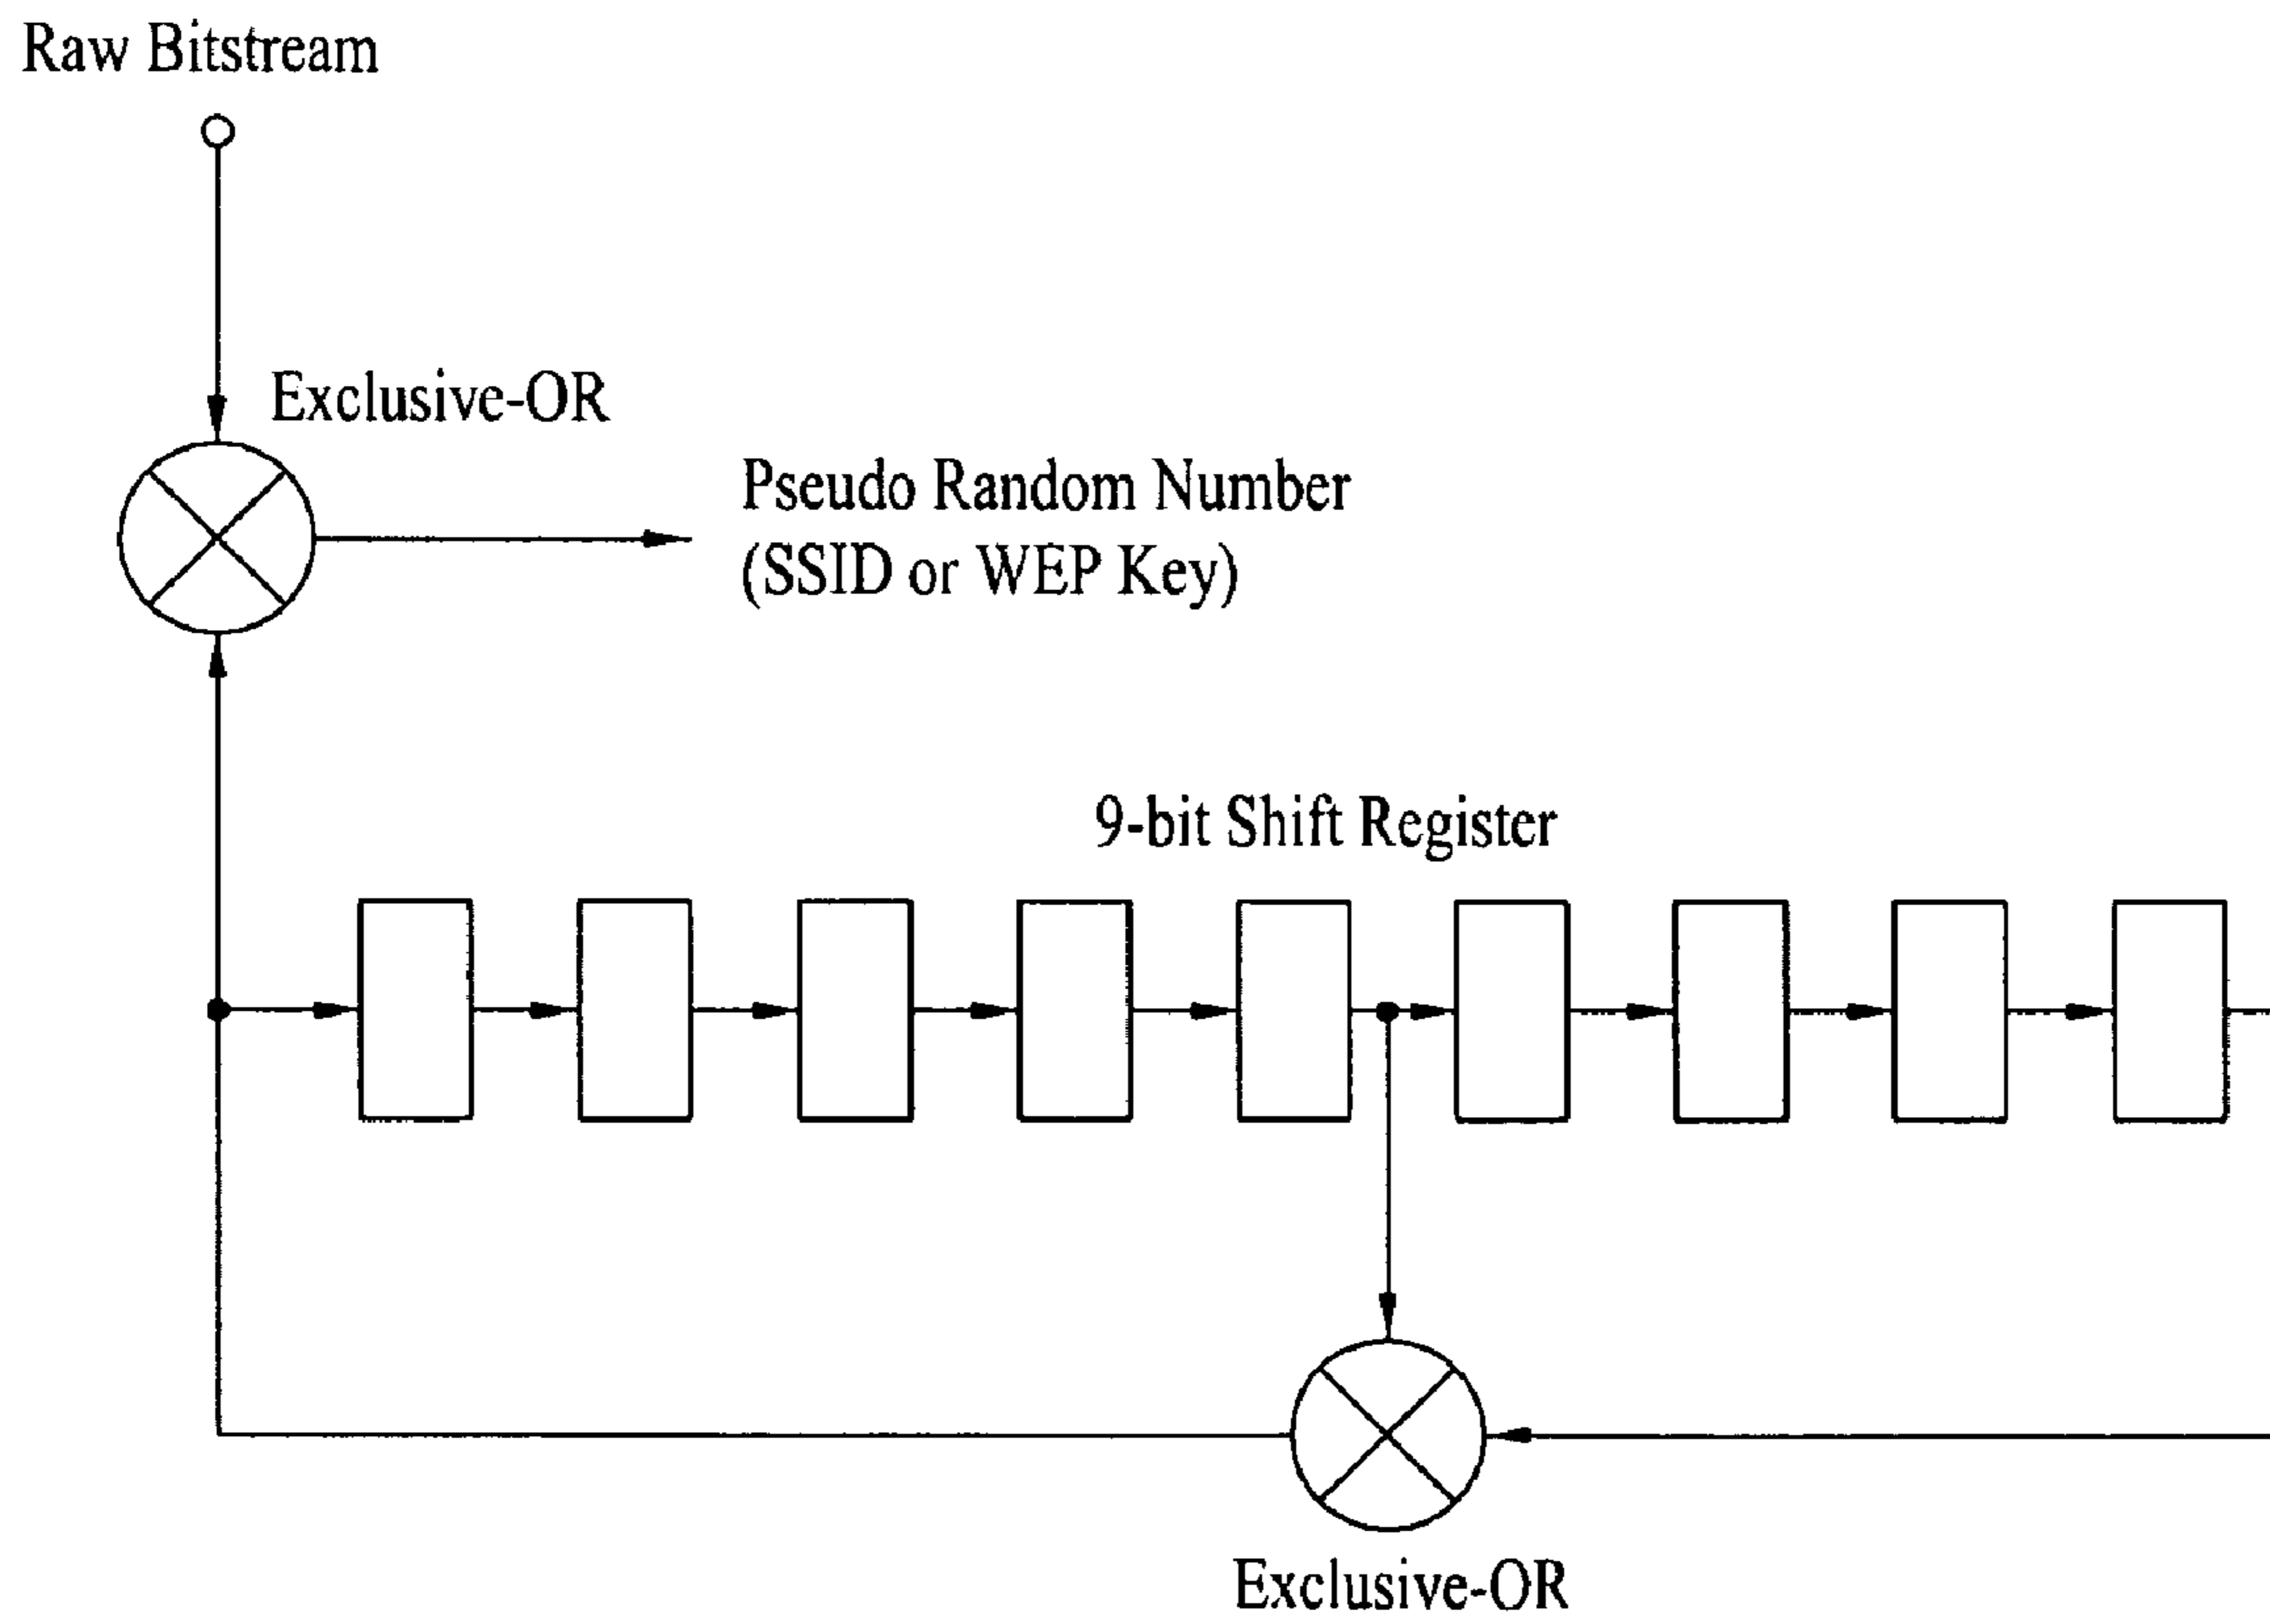 Raw Bitstream
Exclusive-OR
Pseudo Random Number
(SSID or WEP Key)
9-bit Shift Register
Exclusive-OR